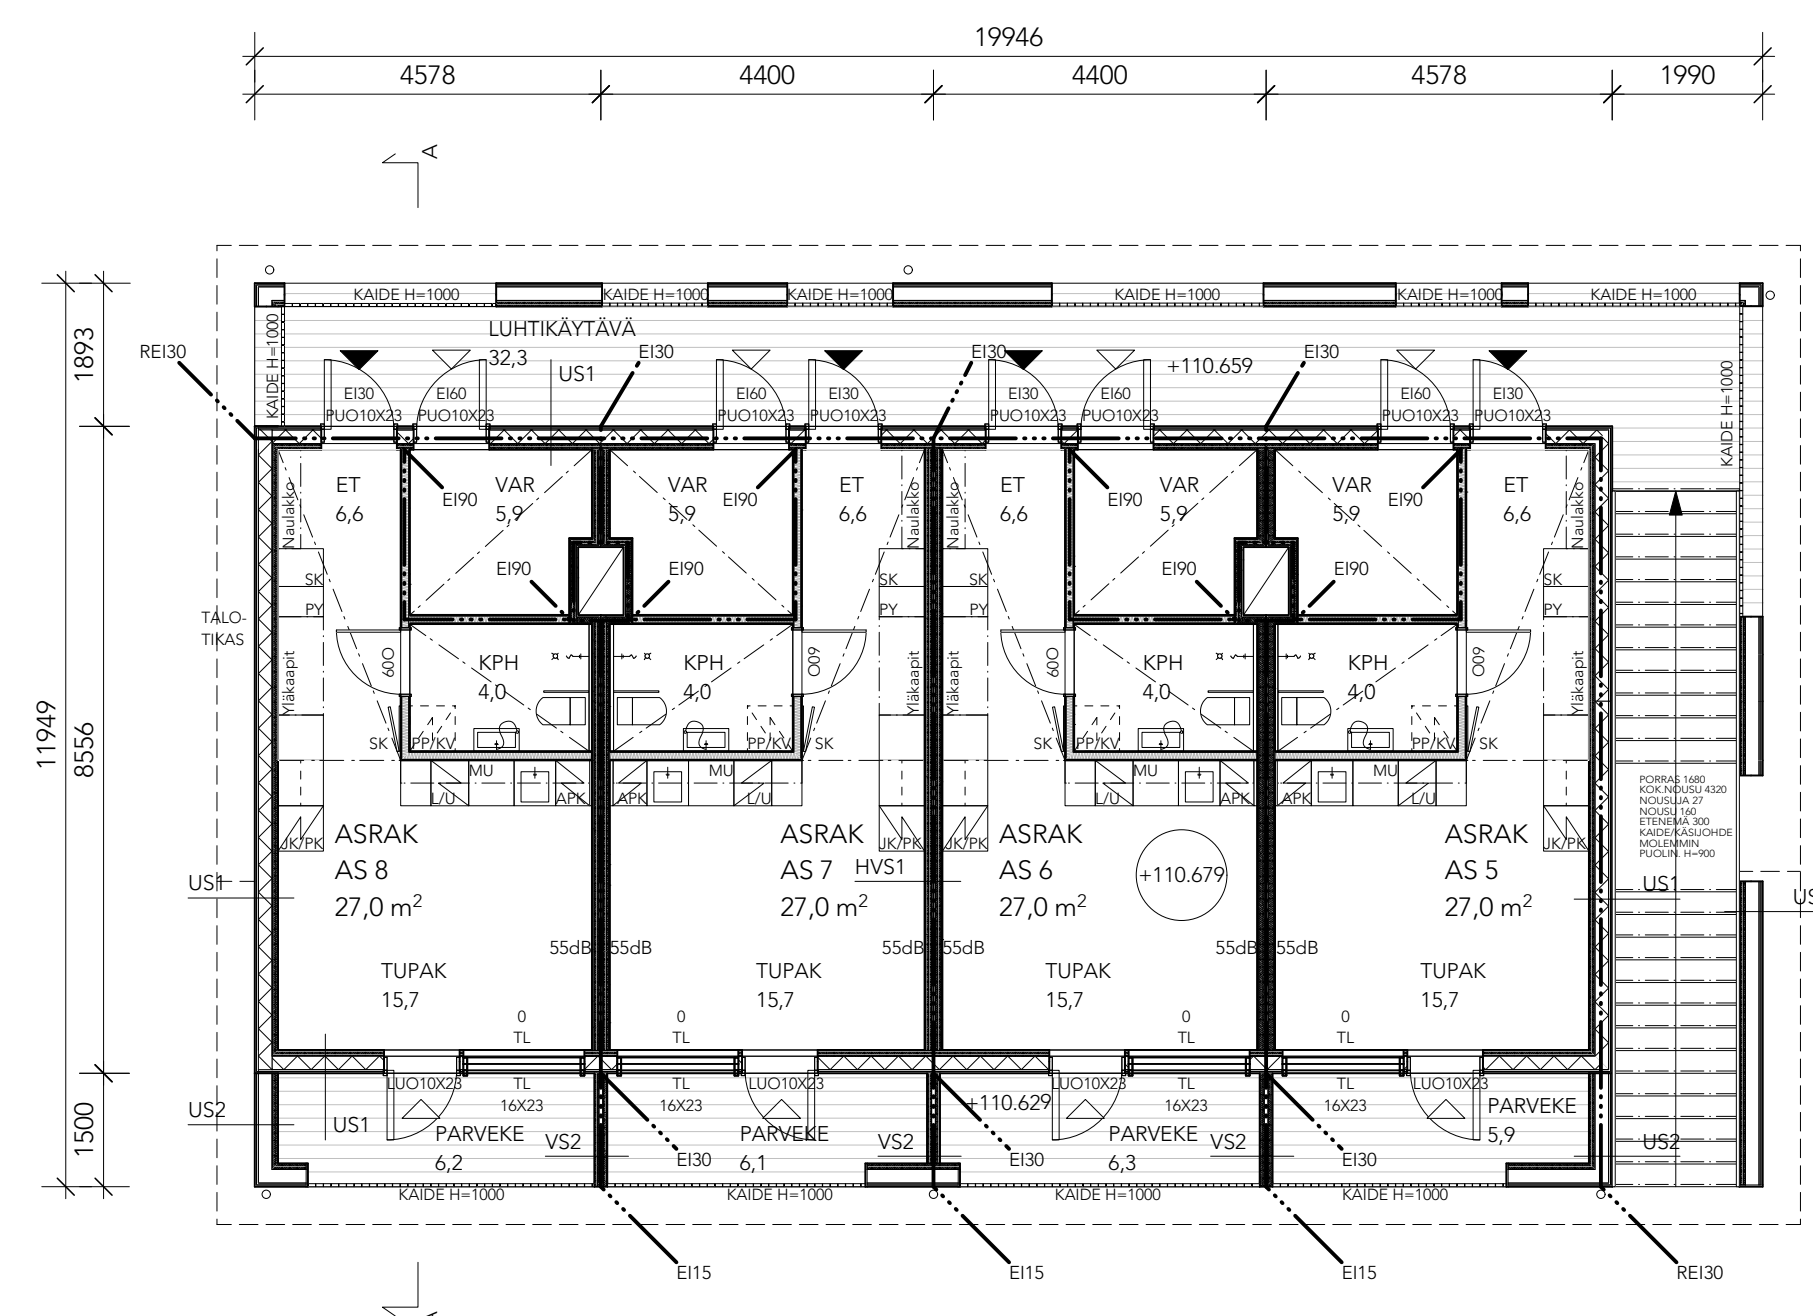 19946
4578
4400
4400
4578
1990
A
KAIDE H=1000
KAIDE H=1000
KAIDE H=1000
KAIDE H=1000
KAIDE H=1000
KAIDE H=1000
KAIDE H=1000
KAIDE H=1000
11949
1893
8556
1500
LUHTIKÄYTÄVÄ
32,3
US1
+110.659
REI30
EI30
EI30
EI30
EI30
PUO10X23
EI60
PUO10X23
EI60
PUO10X23
EI30
PUO10X23
EI30
PUO10X23
EI60
PUO10X23
EI60
PUO10X23
EI30
PUO10X23
Naulakko
ET
6,6
EI90
VAR
5,9
VAR
5,9
EI90
ET
6,6
Naulakko
Naulakko
ET
6,6
EI90
VAR
5,9
VAR
5,9
EI90
ET
6,6
Naulakko
EI90
EI90
EI90
EI90
SK
PY
SK
PY
SK
PY
SK
PY
TALO-
TIKAS
Yläkaapit
Yläkaapit
Yläkaapit
Yläkaapit
60O
KPH
4,0
KPH
4,0
60O
60O
KPH
4,0
KPH
4,0
60O
SK
PP/KV
PP/KV
SK
SK
PP/KV
PP/KV
SK
L/U
MU
APK
APK
MU
L/U
L/U
MU
APK
APK
MU
L/U
JK/PK
JK/PK
JK/PK
JK/PK
PORRAS 1680
KOK.NOUSU 4320
NOUSUJA 27
NOUSU 160
ETENEMÄ 300
KAIDE/KÄSIJOHDE
MOLEMMIN
PUOLIN. H=900
ASRAK
AS 8
27,0 m²
ASRAK
AS 7
27,0 m²
HVS1
ASRAK
AS 6
27,0 m²
+110.679
ASRAK
AS 5
27,0 m²
US1
US1
55dB
55dB
55dB
55dB
55dB
55dB
TUPAK
15,7
TUPAK
15,7
TUPAK
15,7
TUPAK
15,7
0
TL
0
TL
0
TL
0
TL
LUO10X23
TL
16X23
TL
16X23
LUO10X23
LUO10X23
TL
16X23
TL
16X23
LUO10X23
US2
US1
PARVEKE
6,2
VS2
EI30
PARVEKE
6,1
VS2
+110.629
EI30
PARVEKE
6,3
VS2
EI30
PARVEKE
5,9
US2
KAIDE H=1000
KAIDE H=1000
KAIDE H=1000
KAIDE H=1000
EI15
EI15
EI15
REI30